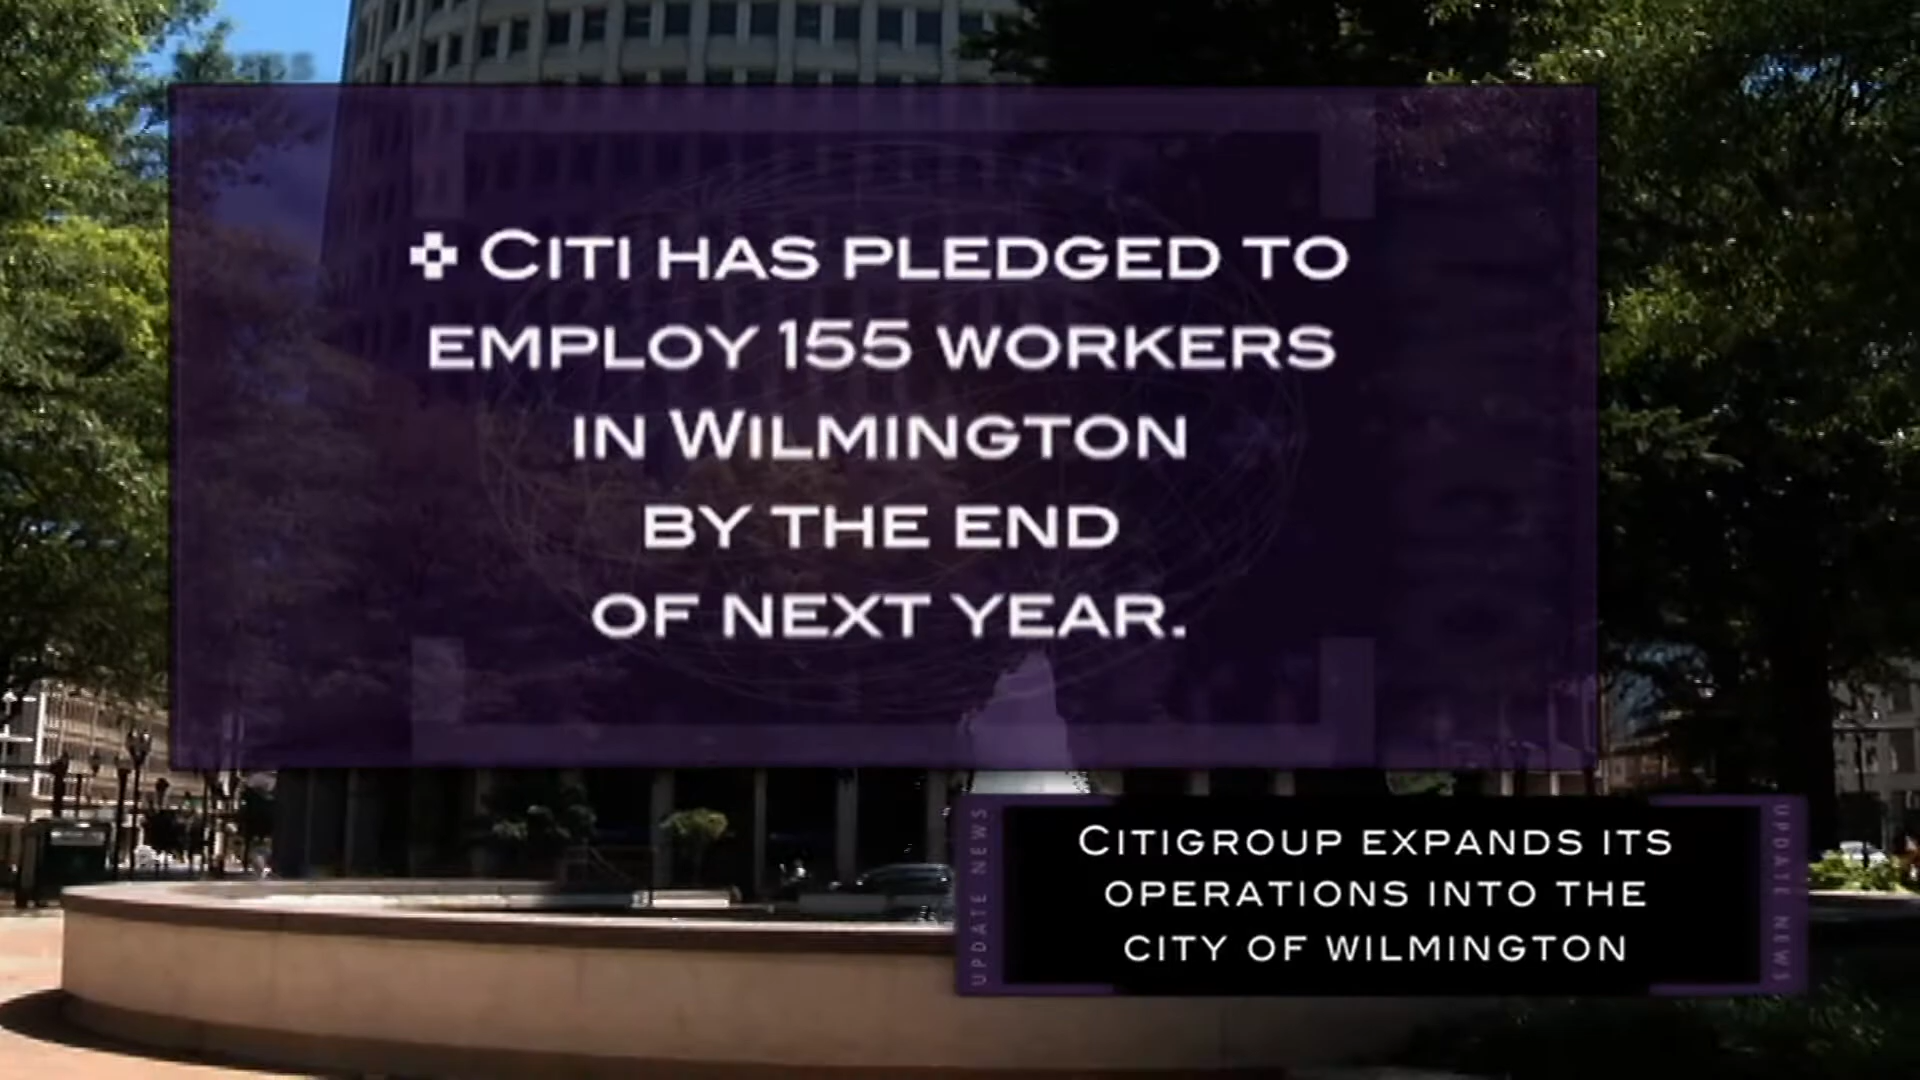 CITI HAS PLEDGED TO
EMPLOY 155 WORKERS
IN WILMINGTON
BY THE END
OF NEXT YEAR.
UPDATE NEWS
CITIGROUP EXPANDS ITS
OPERATIONS INTO THE
CITY OF WILMINGTON
UPDATE NEWS